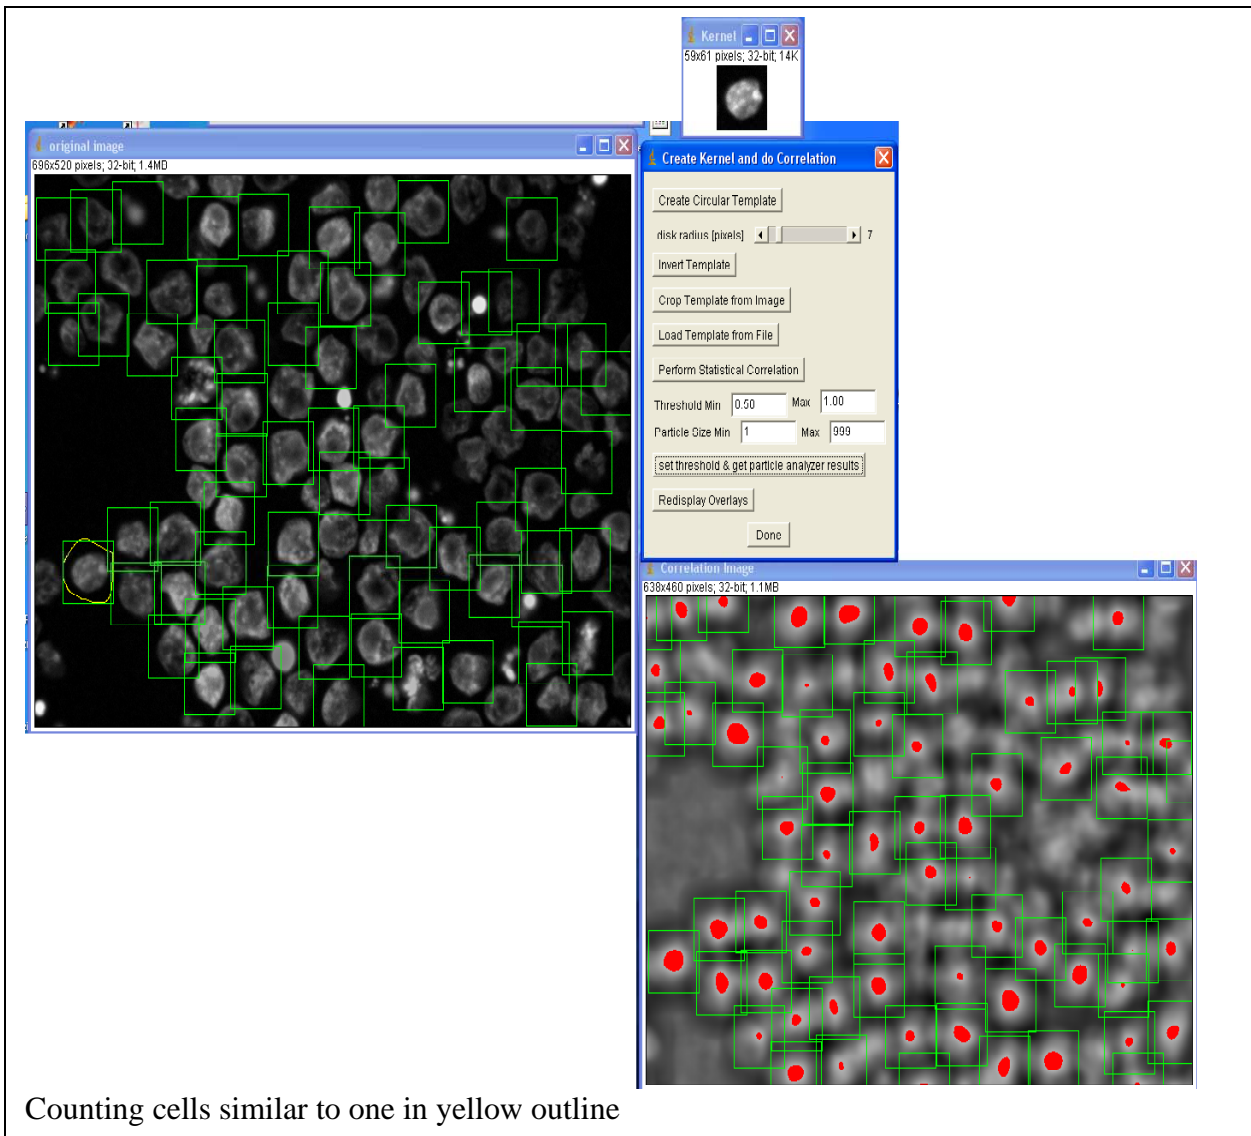 Kernel
59x61 pixels; 32-bit; 14K
original image
696x520 pixels; 32-bit; 1.4MB
Create Kernel and do Correlation
Create Circular Template
disk radius [pixels] 7
Invert Template
Crop Template from Image
Load Template from File
Perform Statistical Correlation
Threshold Min 0.50 Max 1.00
Particle Size Min 1 Max 999
set threshold & get particle analyzer results
Redisplay Overlays
Done
Correlation Image
638x460 pixels; 32-bit; 1.1MB
Counting cells similar to one in yellow outline